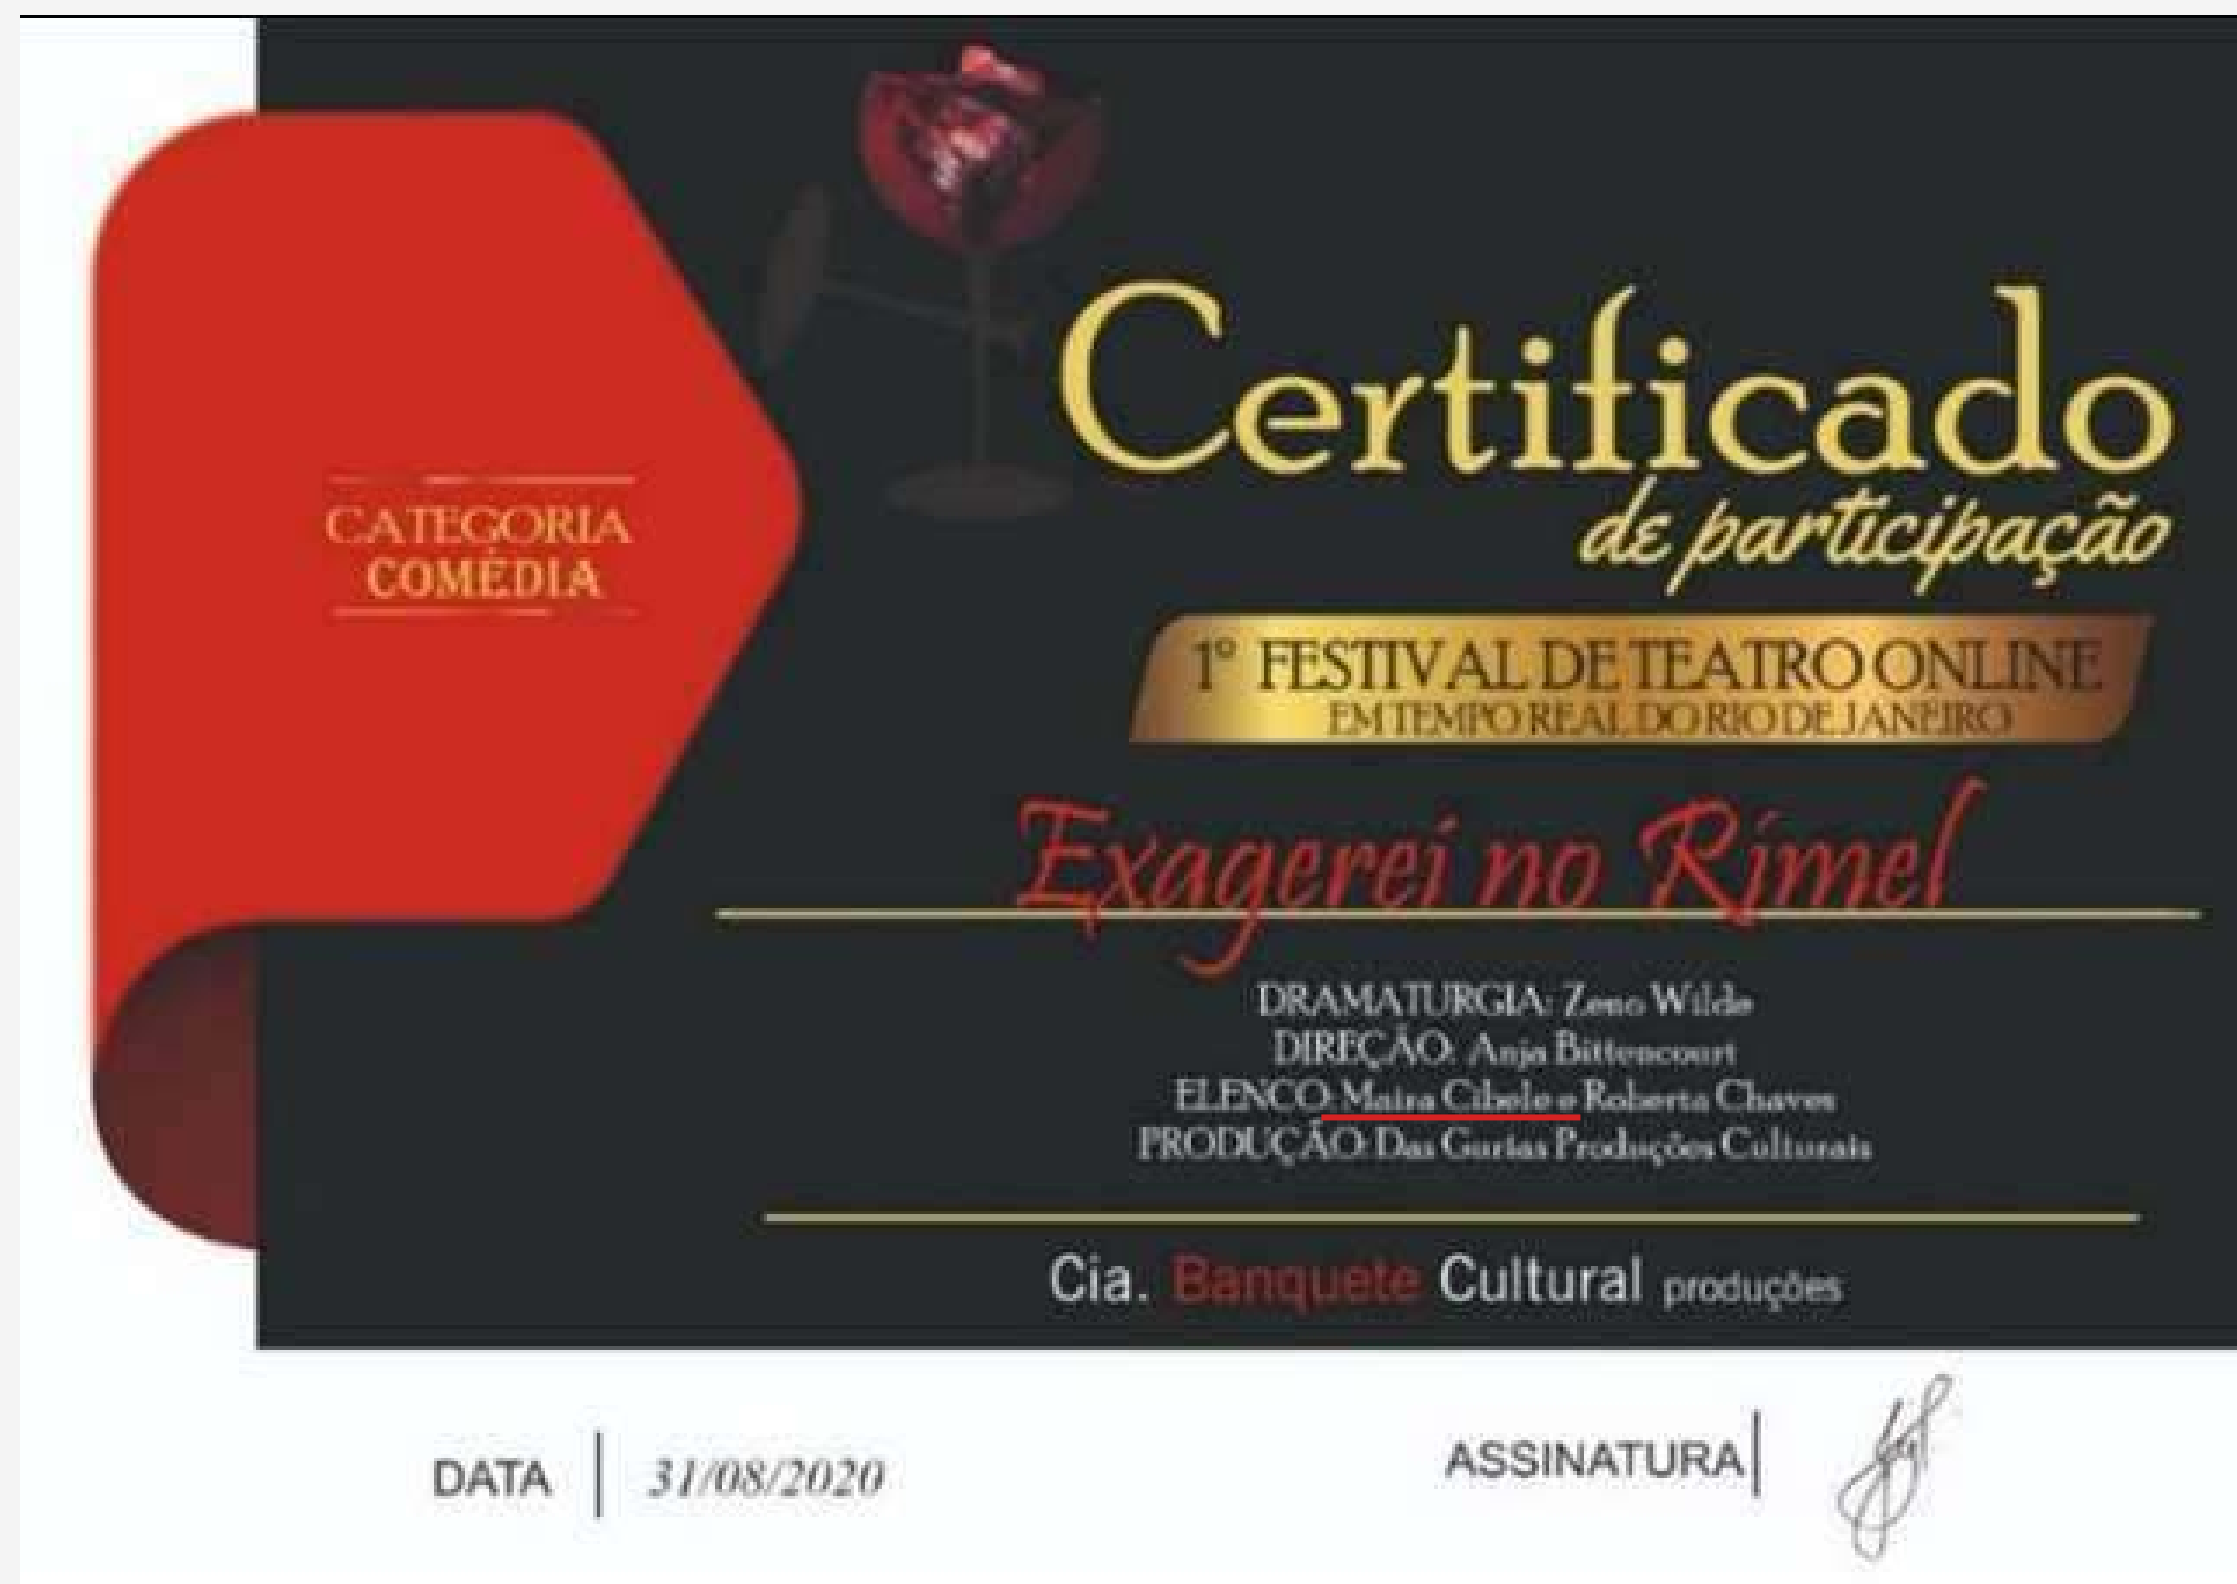 CATEGORIA
COMÉDIA
Certificado
de participação
1º FESTIVAL DE TEATRO ONLINE
EM TEMPO REAL DO RIO DE JANEIRO
Exagerei no Rímel
DRAMATURGIA: Zeno Wilde
DIREÇÃO: Anja Bittencourt
ELENCO: Maira Cibele e Roberta Chaves
PRODUÇÃO: Das Gurias Produções Culturais
Cia. Banquete Cultural produções
DATA 31/08/2020
ASSINATURA